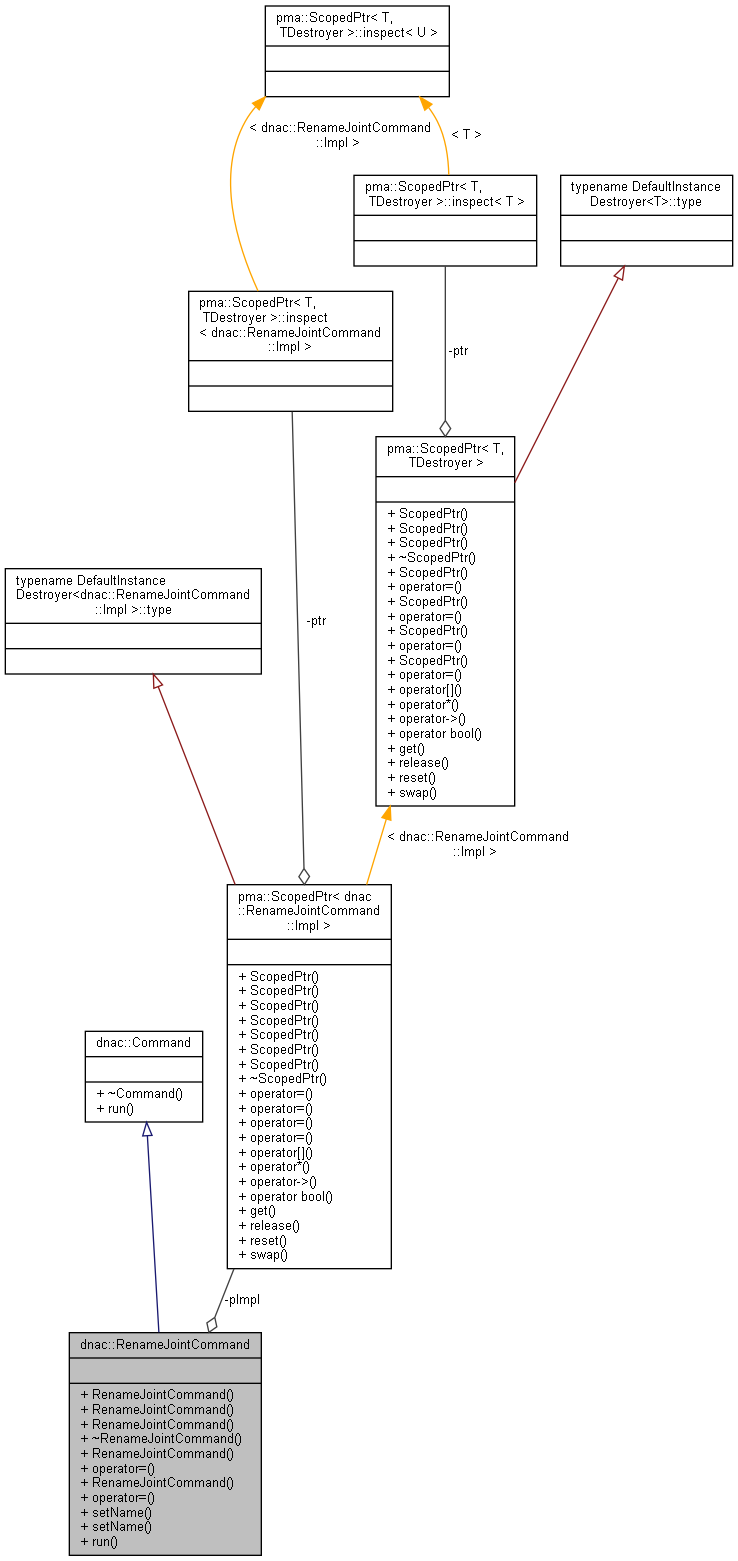 pma::ScopedPtr< T,
TDestroyer >::inspect< U >
< dnac::RenameJointCommand
::Impl >
< T >
pma::ScopedPtr< T,
TDestroyer >::inspect< T >
typename DefaultInstance
Destroyer<T>::type
pma::ScopedPtr< T,
TDestroyer >::inspect
< dnac::RenameJointCommand
::Impl >
-ptr
pma::ScopedPtr< T,
TDestroyer >
+ ScopedPtr()
+ ScopedPtr()
+ ScopedPtr()
+ ~ScopedPtr()
+ ScopedPtr()
+ operator=()
+ ScopedPtr()
+ operator=()
+ ScopedPtr()
+ operator=()
+ ScopedPtr()
+ operator=()
+ operator[]()
+ operator*()
+ operator->()
+ operator bool()
+ get()
+ release()
+ reset()
+ swap()
typename DefaultInstance
Destroyer<dnac::RenameJointCommand
::Impl >::type
-ptr
< dnac::RenameJointCommand
::Impl >
pma::ScopedPtr< dnac
::RenameJointCommand
::Impl >
+ ScopedPtr()
+ ScopedPtr()
+ ScopedPtr()
+ ScopedPtr()
+ ScopedPtr()
+ ScopedPtr()
+ ScopedPtr()
+ ~ScopedPtr()
+ operator=()
+ operator=()
+ operator=()
+ operator=()
+ operator[]()
+ operator*()
+ operator->()
+ operator bool()
+ get()
+ release()
+ reset()
+ swap()
dnac::Command
+ ~Command()
+ run()
-pImpl
dnac::RenameJointCommand
+ RenameJointCommand()
+ RenameJointCommand()
+ RenameJointCommand()
+ ~RenameJointCommand()
+ RenameJointCommand()
+ operator=()
+ RenameJointCommand()
+ operator=()
+ setName()
+ setName()
+ run()